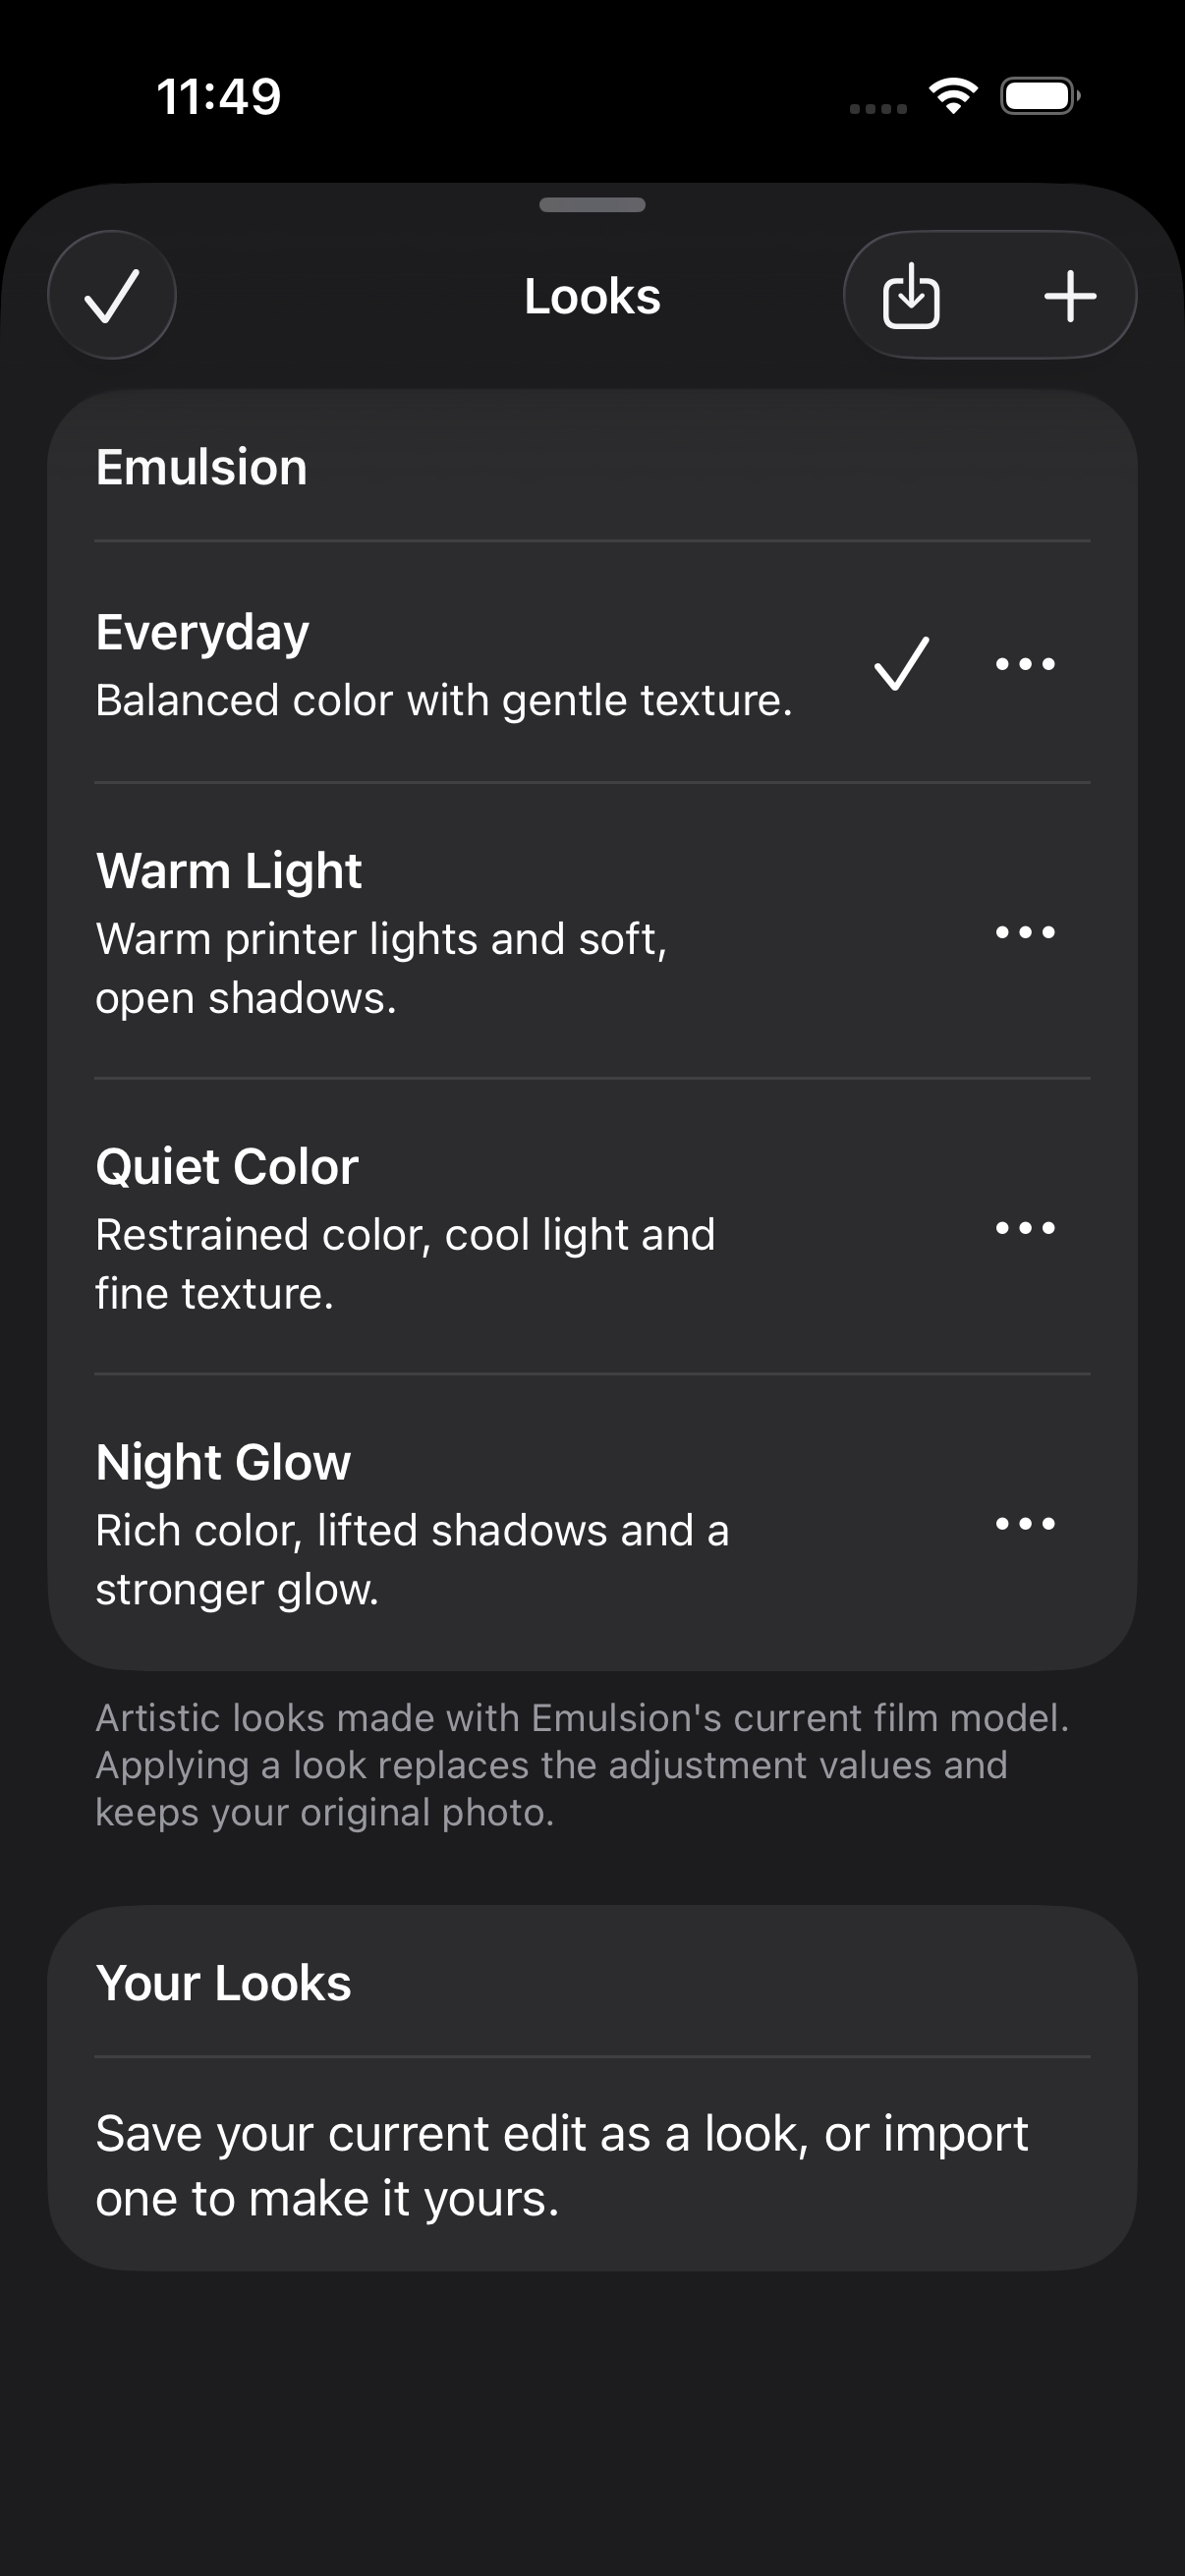 11:49
Looks
Emulsion
Everyday
Balanced color with gentle texture.
Warm Light
Warm printer lights and soft,
open shadows.
Quiet Color
Restrained color, cool light and
fine texture.
Night Glow
Rich color, lifted shadows and a
stronger glow.
Artistic looks made with Emulsion's current film model.
Applying a look replaces the adjustment values and
keeps your original photo.
Your Looks
Save your current edit as a look, or import
one to make it yours.